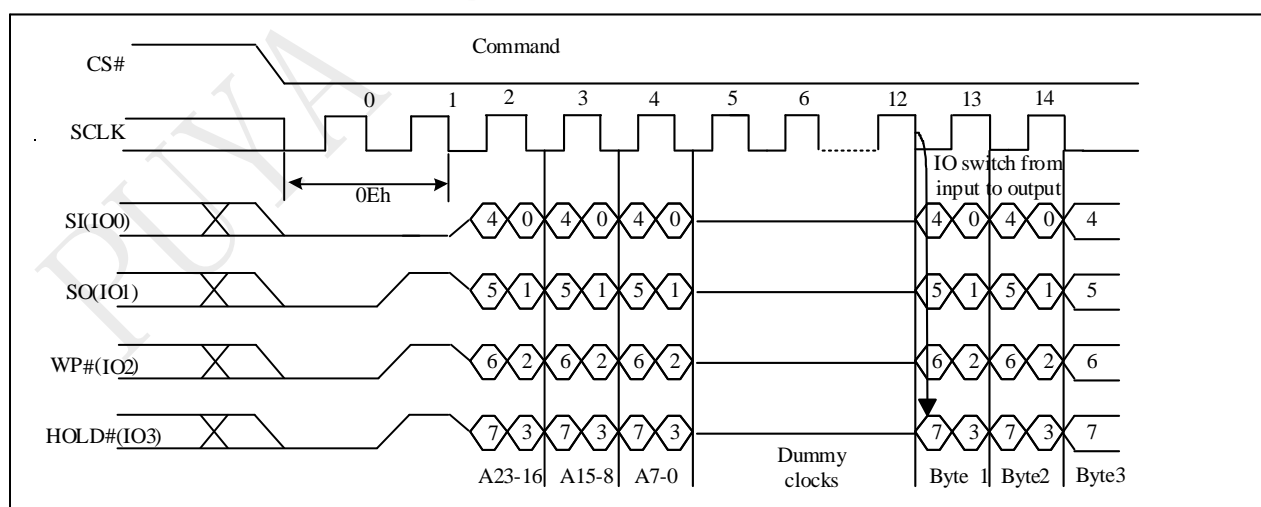 PUYA
Command
CS#
0 1 2 3 4 5 6 12 13 14
SCLK
IO switch from
input to output
0Eh
SI(IO0) 4 0 4 0 4 0 4 0 4 0 4
SO(IO1) 5 1 5 1 5 1 5 1 5 1 5
WP#(IO2) 6 2 6 2 6 2 6 2 6 2 6
HOLD#(IO3) 7 3 7 3 7 3 7 3 7 3 7
A23-16 A15-8 A7-0 Dummy
clocks Byte 1 Byte2 Byte3